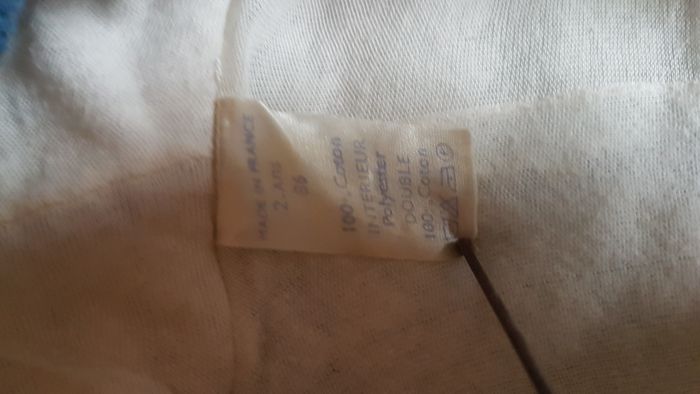 MADE IN FRANCE
2 ANS
86
100% Coton
INTERIEUR
Polyester
DOUBLE
100% Coton